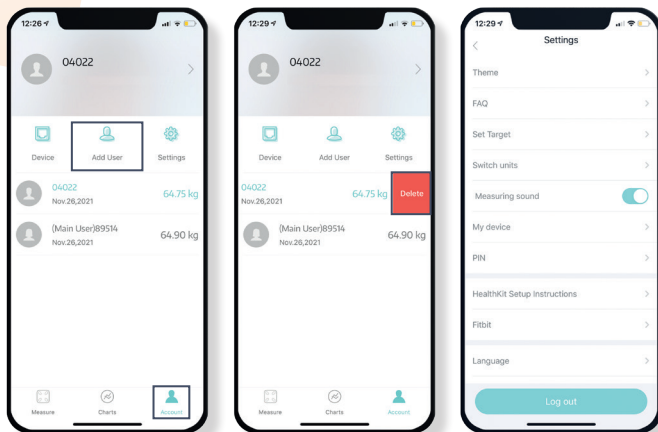 12:26
04022
Device Add User Settings
04022
Nov.26,2021
64.75 kg
(Main User)89514
Nov.26,2021
64.90 kg
Measure Charts Account
12:29
04022
Device Add User Settings
04022
Nov.26,2021
64.75 kg
Delete
(Main User)89514
Nov.26,2021
64.90 kg
Measure Charts Account
12:29
Settings
Theme
FAQ
Set Target
Switch units
Measuring sound
My device
PIN
HealthKit Setup Instructions
Fitbit
Language
Log out